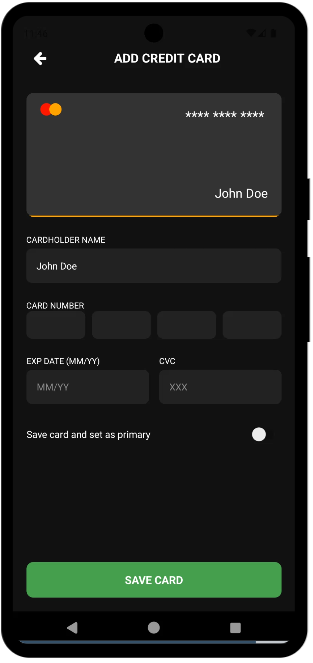 ADD CREDIT CARD
**** **** ****
John Doe
CARDHOLDER NAME
John Doe
CARD NUMBER
EXP DATE (MM/YY) CVC
MM/YY XXX
Save card and set as primary
SAVE CARD